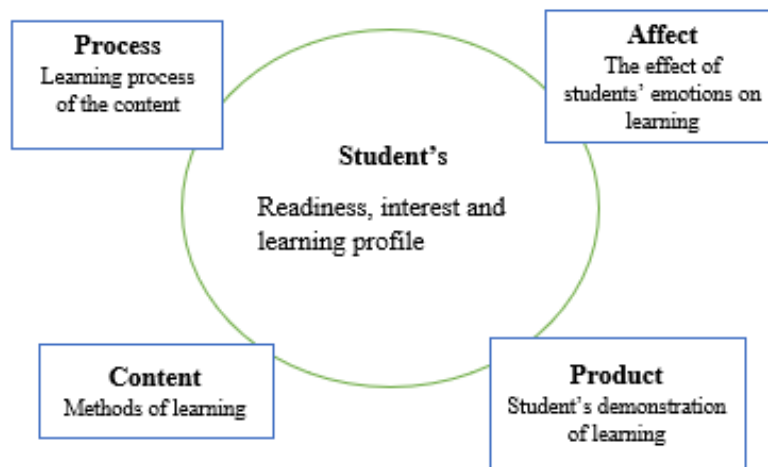 Process
Learning process
of the content
Affect
The effect of
students' emotions on
learning
Student's
Readiness, interest and
learning profile
Content
Methods of learning
Product
Student's demonstration
of learning